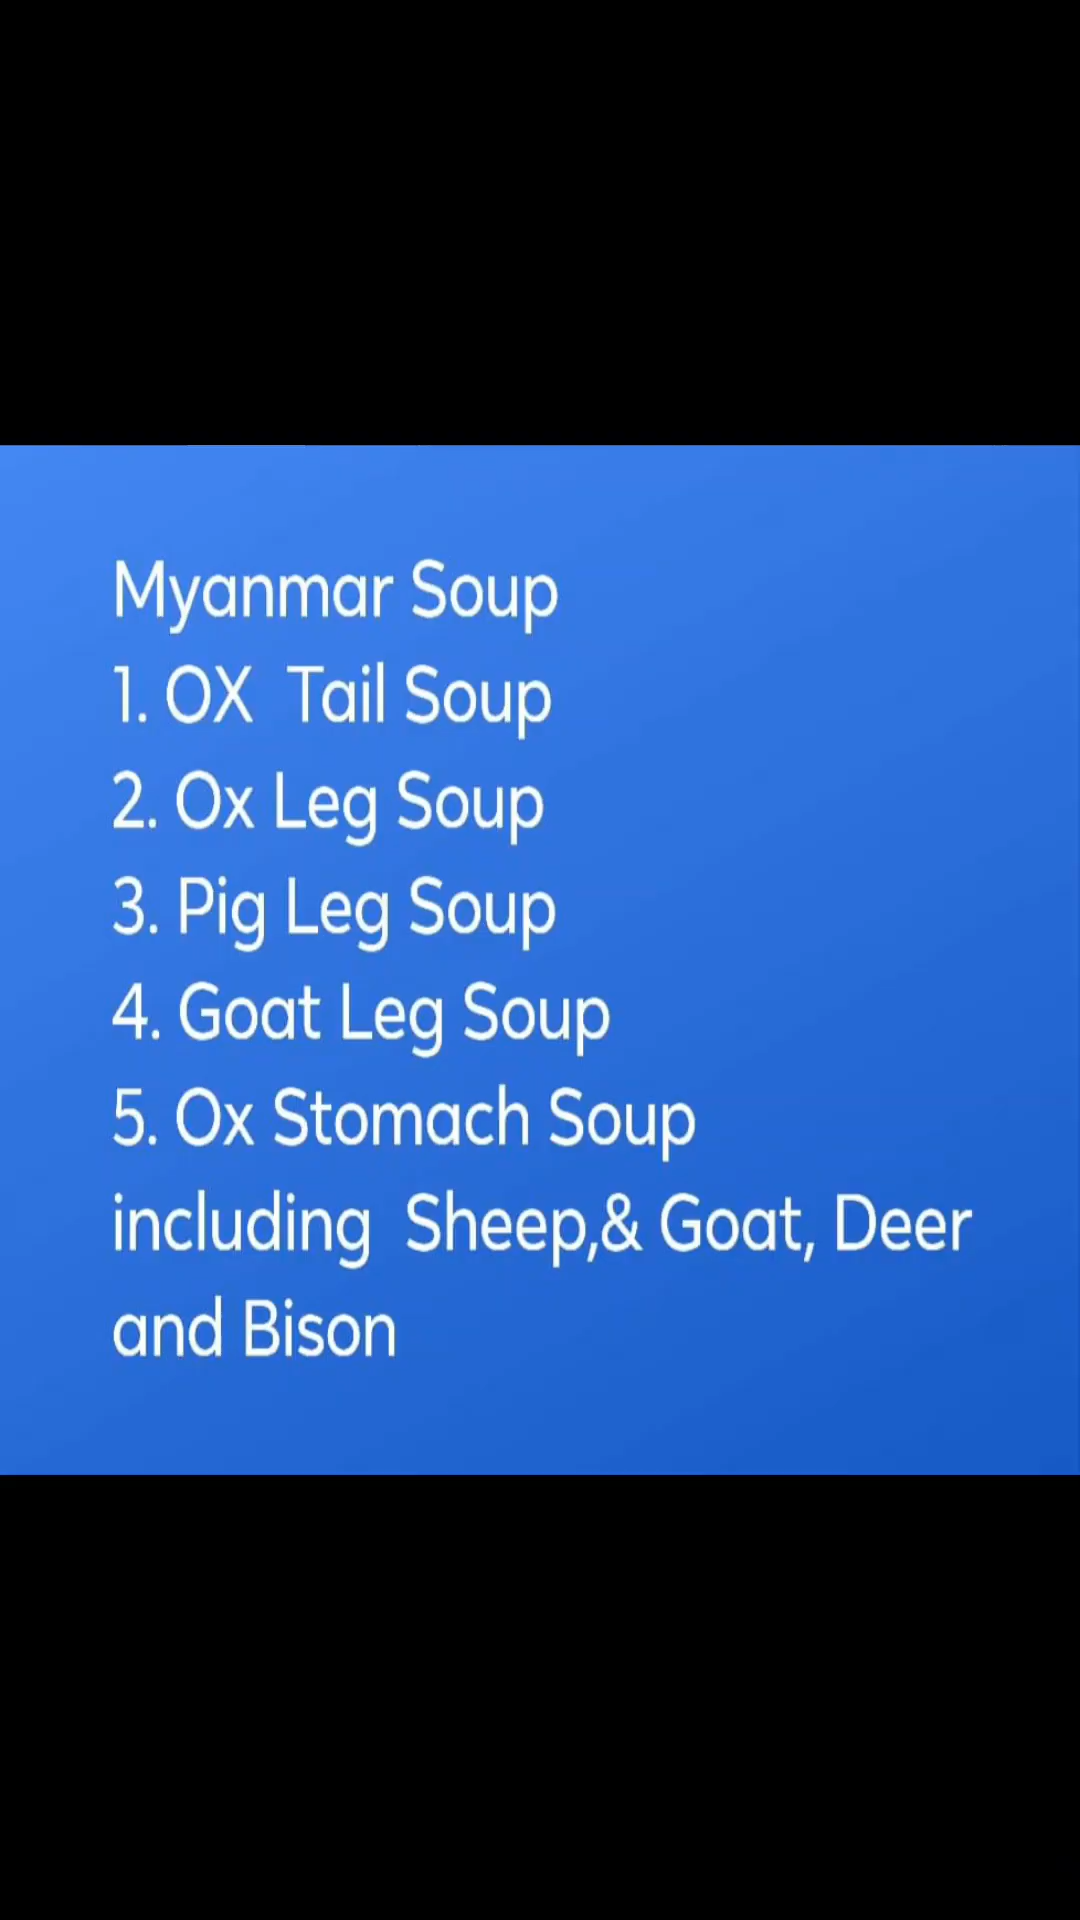 Myanmar Soup
1. OX  Tail Soup
2. Ox Leg Soup
3. Pig Leg Soup
4. Goat Leg Soup
5. Ox Stomach Soup
including  Sheep,& Goat, Deer
and Bison